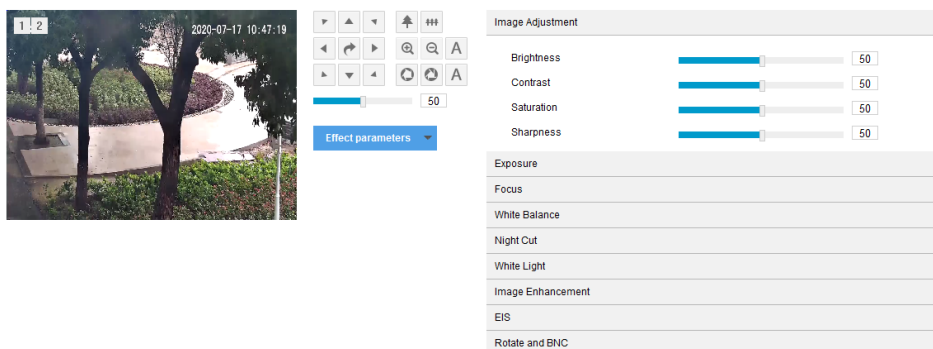 1 2
2020-07-17 10:47:19
A
A
50
Effect parameters
Image Adjustment
Brightness 50
Contrast 50
Saturation 50
Sharpness 50
Exposure
Focus
White Balance
Night Cut
White Light
Image Enhancement
EIS
Rotate and BNC